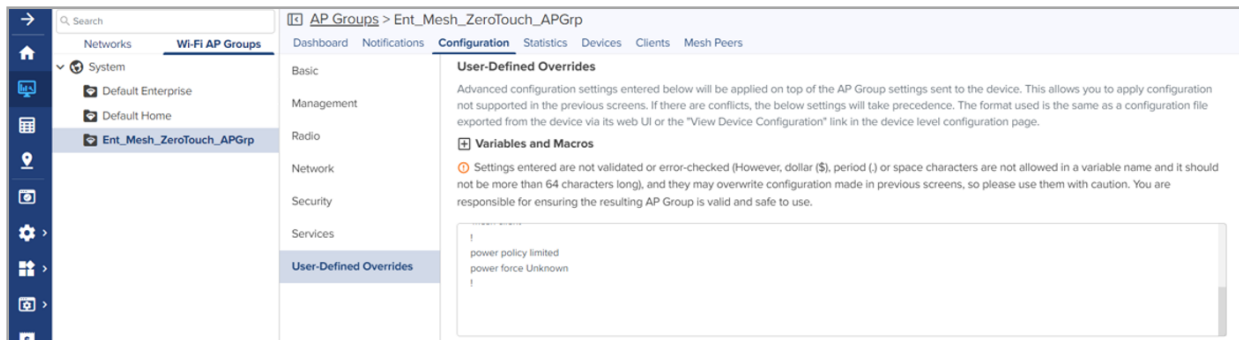 Search
AP Groups > Ent_Mesh_ZeroTouch_APGrp
Networks
Wi-Fi AP Groups
Dashboard Notifications Configuration Statistics Devices Clients Mesh Peers
System
Default Enterprise
Default Home
Ent_Mesh_ZeroTouch_APGrp
Basic
Management
Radio
Network
Security
Services
User-Defined Overrides
User-Defined Overrides
Advanced configuration settings entered below will be applied on top of the AP Group settings sent to the device. This allows you to apply configuration
not supported in the previous screens. If there are conflicts, the below settings will take precedence. The format used is the same as a configuration file
exported from the device via its web UI or the "View Device Configuration" link in the device level configuration page.
Variables and Macros
Settings entered are not validated or error-checked (However, dollar ($), period (.) or space characters are not allowed in a variable name and it should
not be more than 64 characters long), and they may overwrite configuration made in previous screens, so please use them with caution. You are
responsible for ensuring the resulting AP Group is valid and safe to use.
!
power policy limited
power force Unknown
!